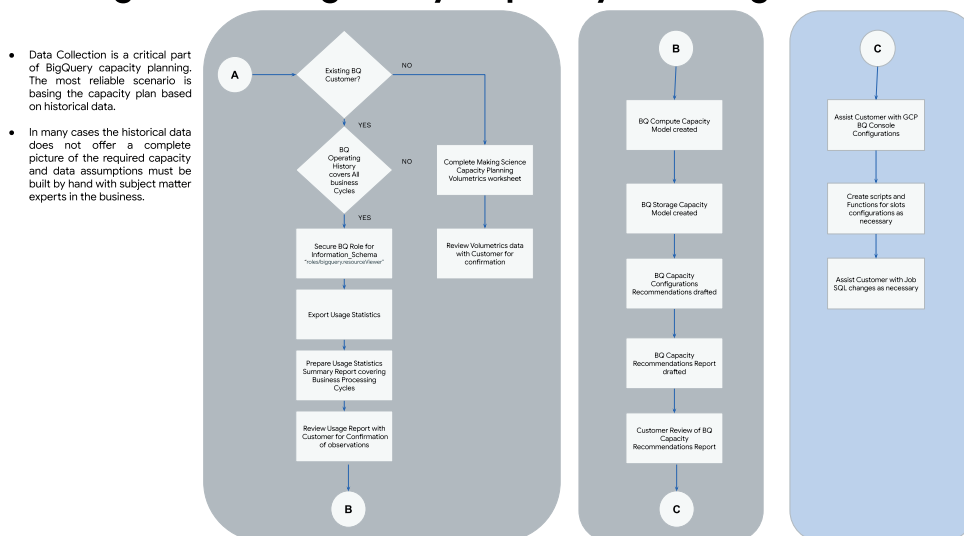 ● Data Collection is a critical part
of BigQuery capacity planning.
The most reliable scenario is
basing the capacity plan based
on historical data.
● In many cases the historical data
does not offer a complete
picture of the required capacity
and data assumptions must be
built by hand with subject matter
experts in the business.
A
Existing BQ
Customer?
NO
YES
BQ
Operating
History
covers All
business
Cycles
NO
YES
Complete Making Science
Capacity Planning
Volumetrics worksheet
Review Volumetrics data
with Customer for
confirmation
Secure BQ Role for
Information_Schema
"roles/bigquery.resourceViewer"
Export Usage Statistics
Prepare Usage Statistics
Summary Report covering
Business Processing
Cycles
Review Usage Report with
Customer for Confirmation
of observations
B
B
BQ Compute Capacity
Model created
BQ Storage Capacity
Model created
BQ Capacity
Configurations
Recommendations drafted
BQ Capacity
Recommendations Report
drafted
Customer Review of BQ
Capacity
Recommendations Report
C
C
Assist Customer with GCP
BQ Console
Configurations
Create scripts and
Functions for slots
configurations as
necessary
Assist Customer with Job
SQL changes as necessary